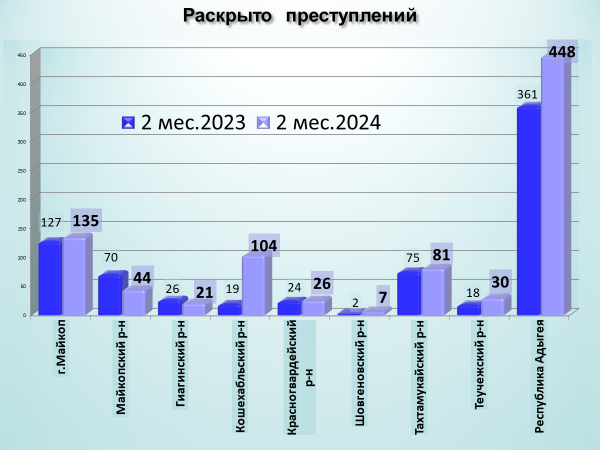 Раскрыто преступлений
450
400
350
300
250
200
150
100
50
0
2 мес.2023 2 мес.2024
127 135
70 44
26 21
19 104
24 26
2 7
75 81
18 30
361 448
г.Майкоп
Майкопский р-н
Гиагинский р-н
Кошехабльский р-н
Красногвардейский
р-н
Шовгеновский р-н
Тахтамукайский р-н
Теучежский р-н
Республика Адыгея